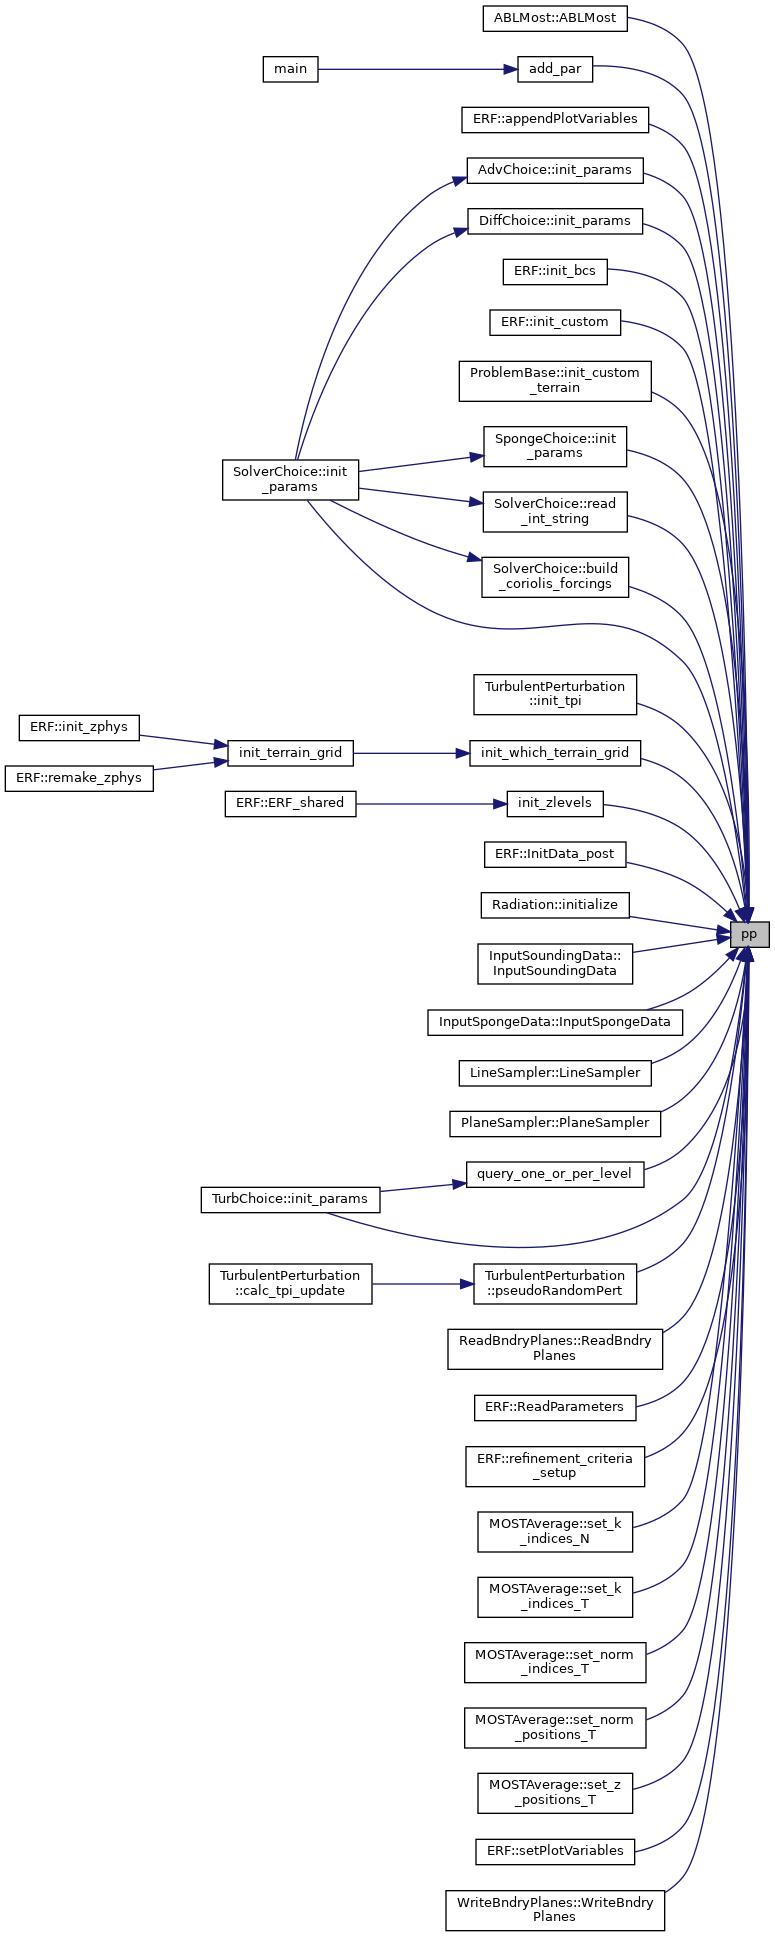 ABLMost::ABLMost
main
add_par
ERF::appendPlotVariables
AdvChoice::init_params
DiffChoice::init_params
ERF::init_bcs
ERF::init_custom
ProblemBase::init_custom
_terrain
SpongeChoice::init
_params
SolverChoice::init
_params
SolverChoice::read
_int_string
SolverChoice::build
_coriolis_forcings
TurbulentPerturbation
::init_tpi
ERF::init_zphys
init_terrain_grid
init_which_terrain_grid
ERF::remake_zphys
ERF::ERF_shared
init_zlevels
ERF::InitData_post
Radiation::initialize
pp
InputSoundingData::
InputSoundingData
InputSpongeData::InputSpongeData
LineSampler::LineSampler
PlaneSampler::PlaneSampler
query_one_or_per_level
TurbChoice::init_params
TurbulentPerturbation
::calc_tpi_update
TurbulentPerturbation
::pseudoRandomPert
ReadBndryPlanes::ReadBndry
Planes
ERF::ReadParameters
ERF::refinement_criteria
_setup
MOSTAverage::set_k
_indices_N
MOSTAverage::set_k
_indices_T
MOSTAverage::set_norm
_indices_T
MOSTAverage::set_norm
_positions_T
MOSTAverage::set_z
_positions_T
ERF::setPlotVariables
WriteBndryPlanes::WriteBndry
Planes